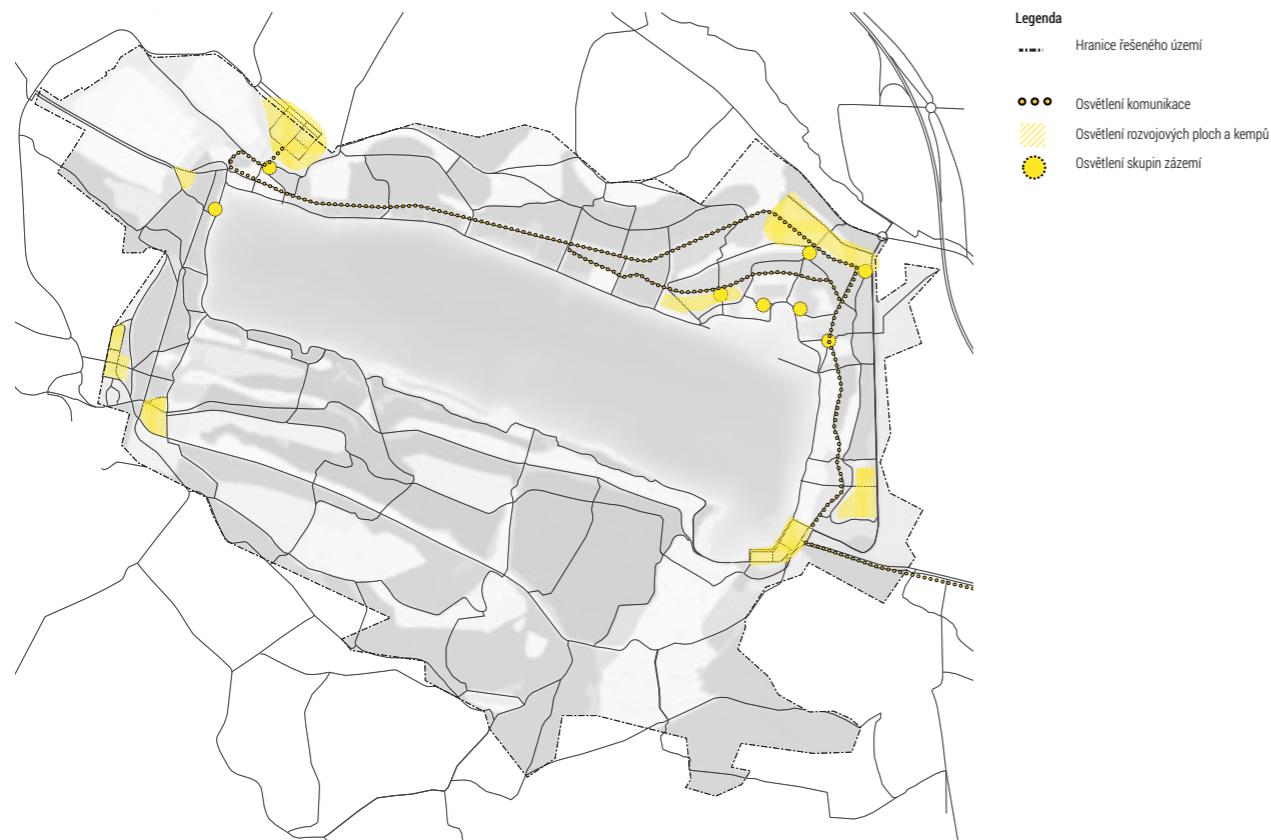 Legenda
Hranice řešeného území
Osvětlení komunikace
Osvětlení rozvojových ploch a kempů
Osvětlení skupin zázemí